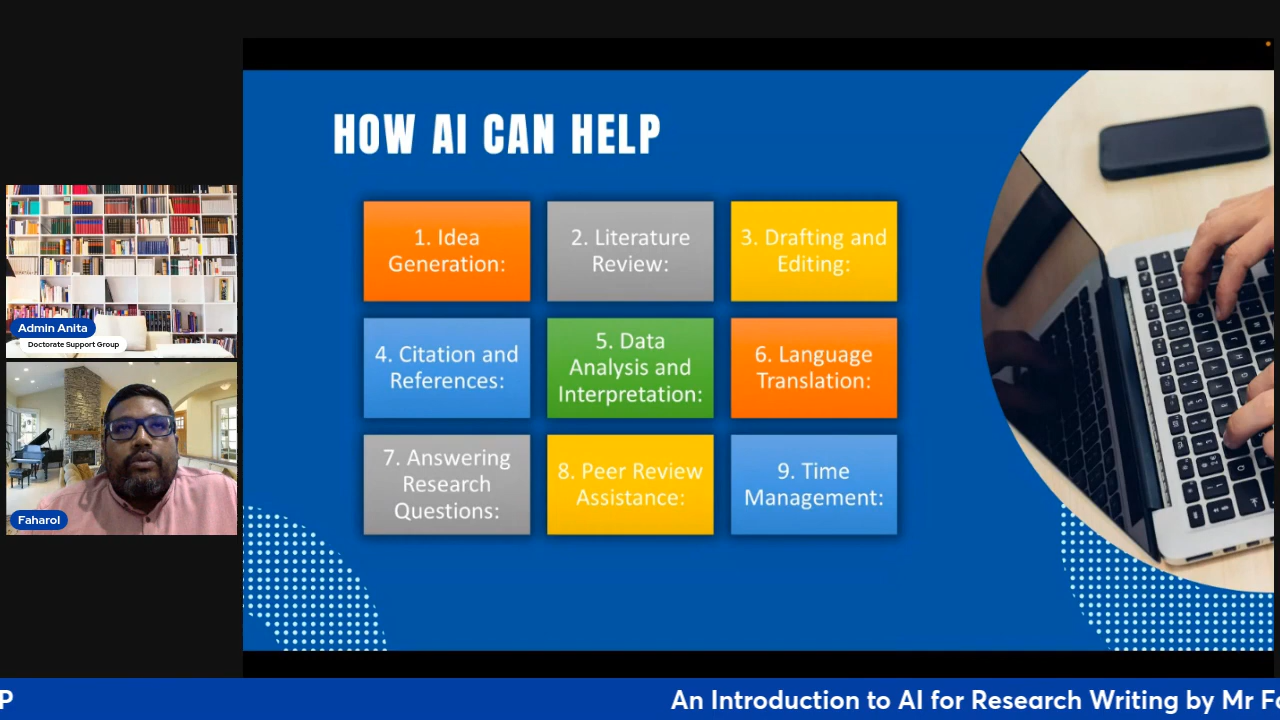 HOW AI CAN HELP
1. Idea
Generation:
2. Literature
Review:
3. Drafting and
Editing:
4. Citation and
References:
5. Data
Analysis and
Interpretation:
6. Language
Translation:
7. Answering
Research
Questions:
8. Peer Review
Assistance:
9. Time
Management:
Admin Anita
Doctorate Support Group
Faharol
P
An Introduction to AI for Research Writing by Mr Fa